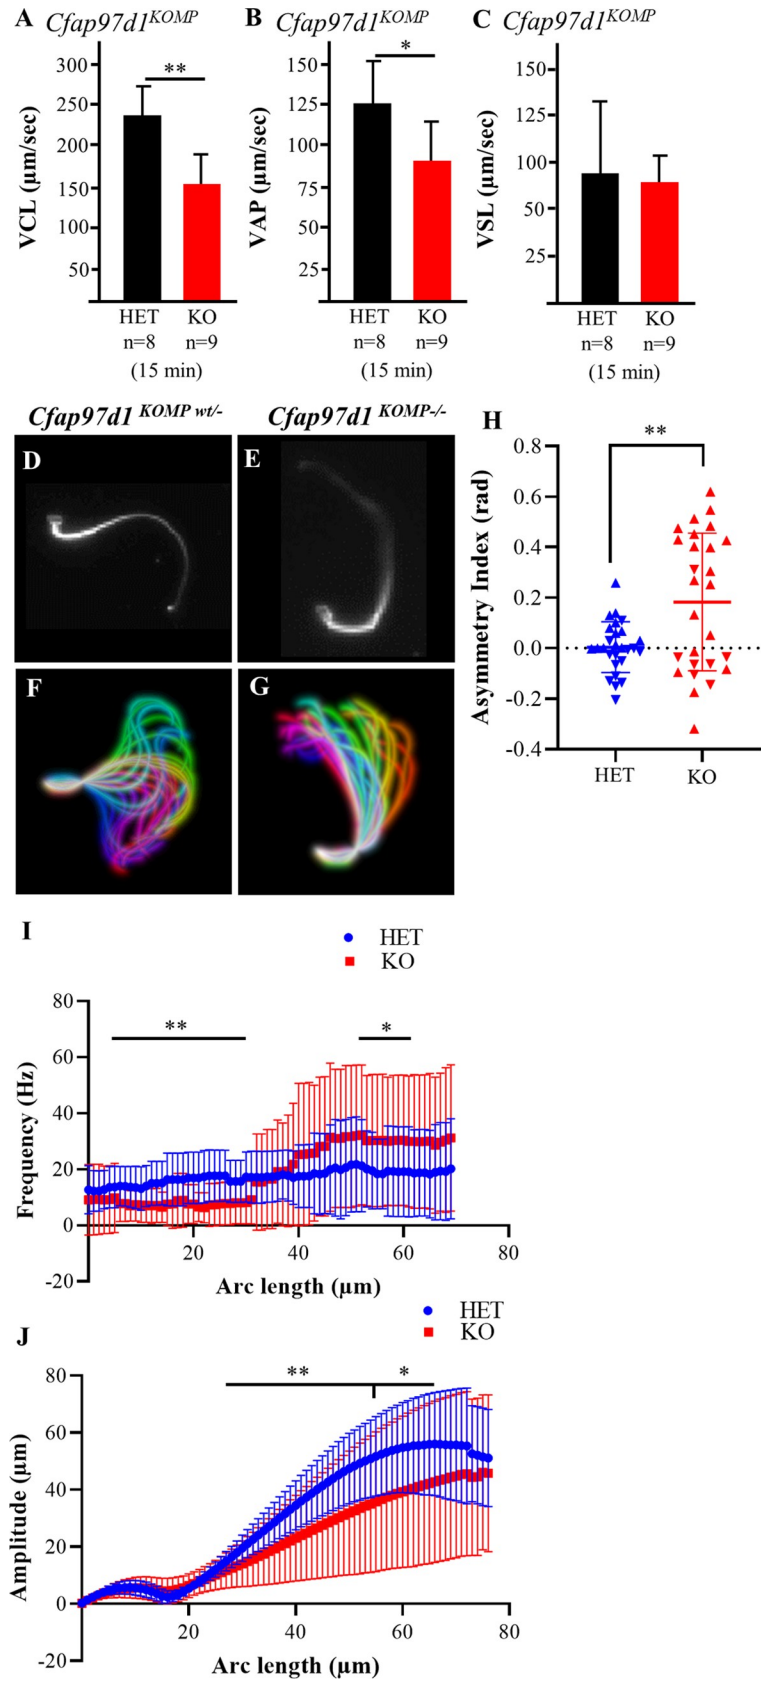 A Cfap97d1KOMP
VCL (µm/sec)
300
250
200
150
100
50
**
HET KO
n=8 n=9
(15 min)
B Cfap97d1KOMP
VAP (µm/sec)
150
125
100
75
50
25
*
HET KO
n=8 n=9
(15 min)
C Cfap97d1KOMP
VSL (µm/sec)
150
125
100
50
25
HET KO
n=8 n=9
(15 min)
Cfap97d1 KOMP wt/-
Cfap97d1 KOMP-/-
D
E
F
G
H
Asymmetry Index (rad)
0.8
0.6
0.4
0.2
0.0
-0.2
-0.4
**
HET KO
I
HET
KO
Frequency (Hz)
80
60
40
20
0
-20
** *
20 40 60 80
Arc length (µm)
J
HET
KO
Amplitude (µm)
80
60
40
20
0
-20
** *
20 40 60 80
Arc length (µm)